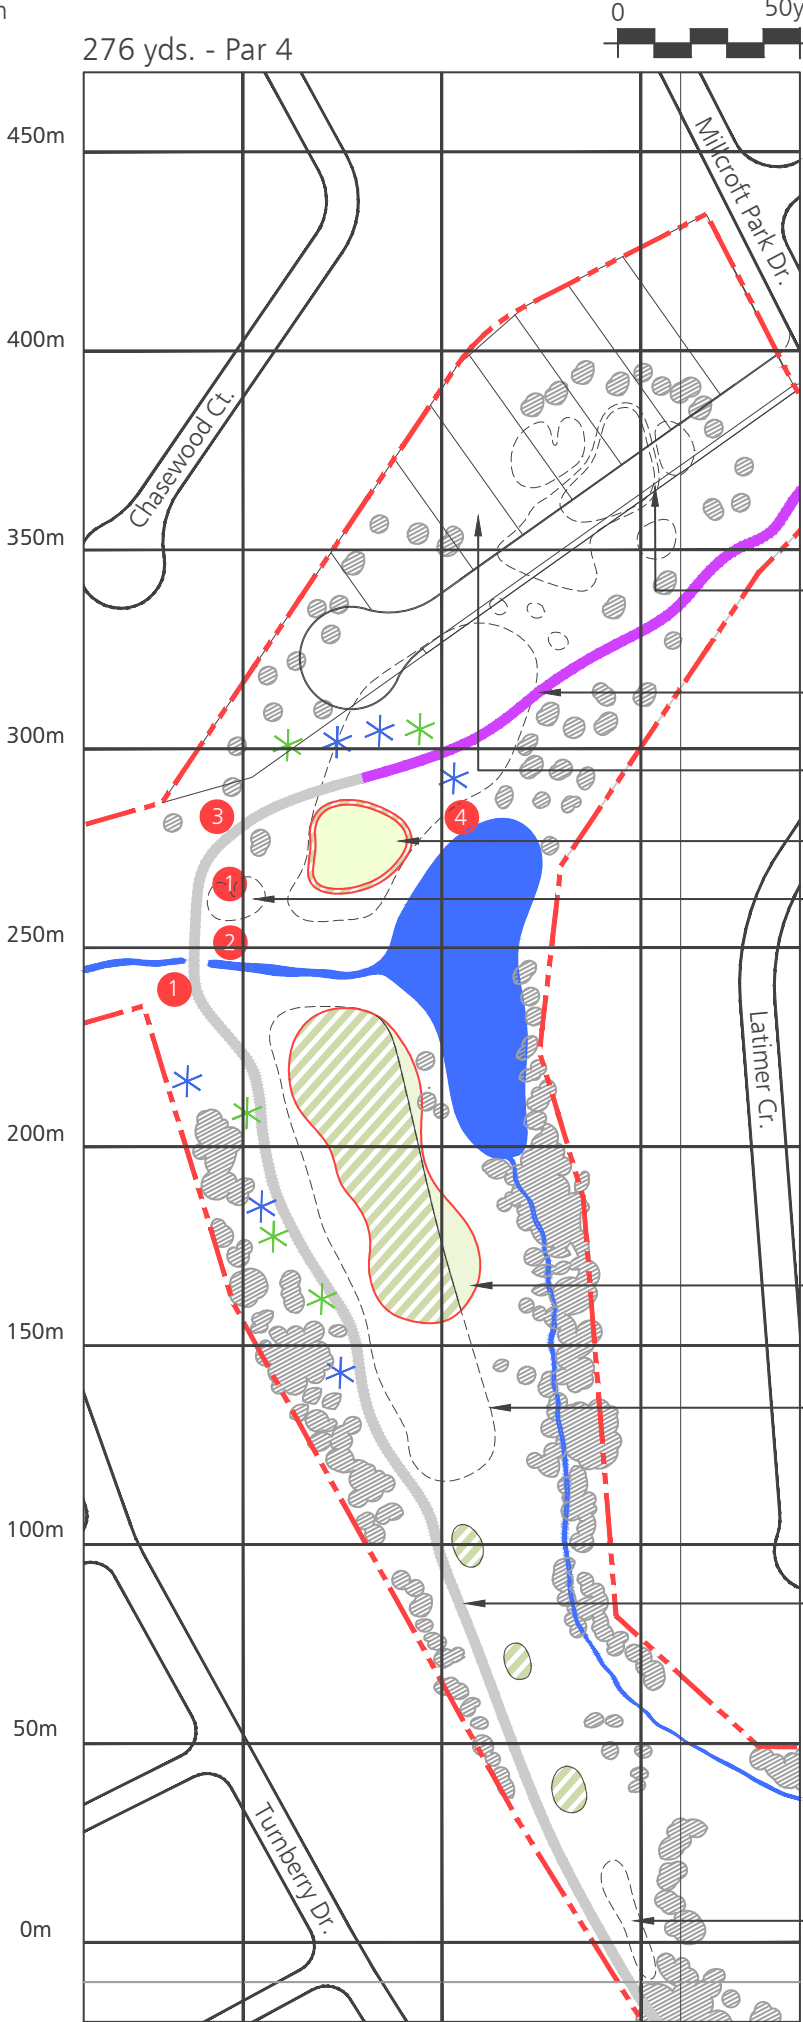 n
0
50y
276 yds. - Par 4
450m
Millcroft Park Dr.
400m
Chasewood Ct.
350m
300m
3
4
1
2
250m
1
Latimer Cr.
200m
150m
100m
50m
Turnberry Dr.
0m